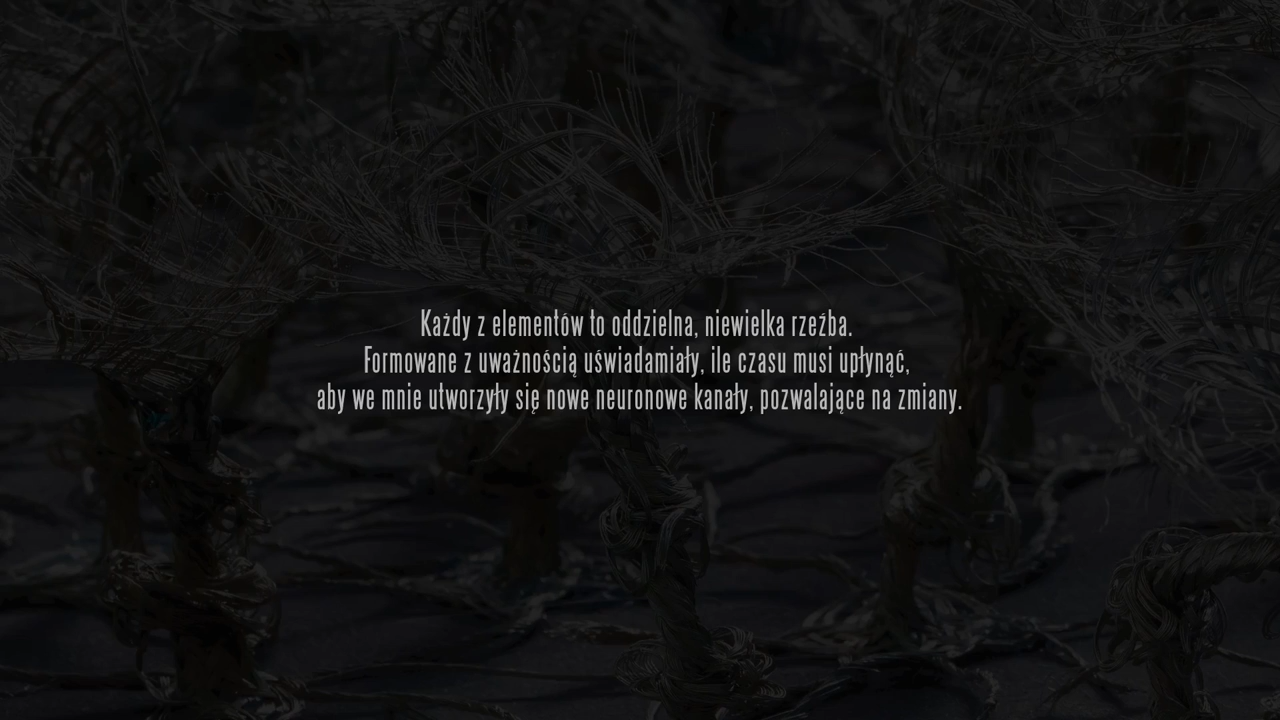 Każdy z elementów to oddzielna, niewielka rzeźba.
Formowane z uważnością uświadamiały, ile czasu musi upłynąć,
aby we mnie utworzyły się nowe neuronowe kanały, pozwalające na zmiany.